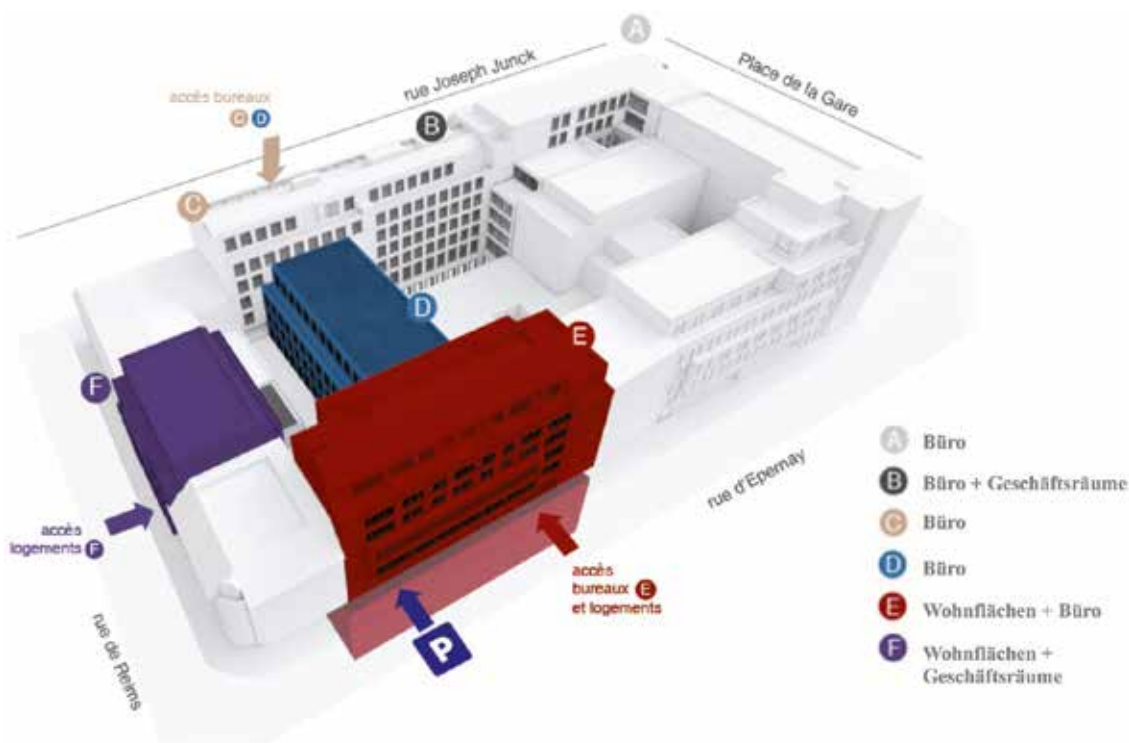 A
rue Joseph Junck
Place de la Gare
accès bureaux
C D
B
C
D
E
F
accès
logements F
accès
bureaux E
et logements
P
rue d'Epernay
rue de Reims
A Büro
B Büro + Geschäftsräume
C Büro
D Büro
E Wohnflächen + Büro
F Wohnflächen +
Geschäftsräume